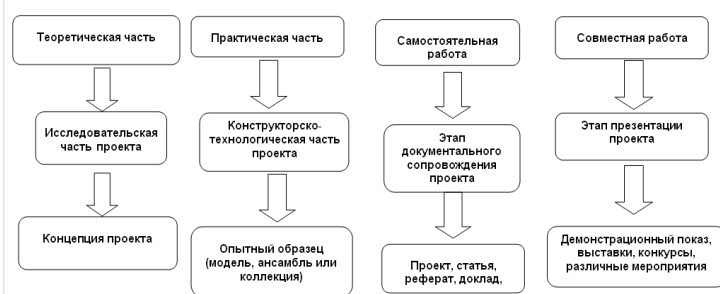 Теоретическая часть
Практическая часть
Самостоятельная
работа
Совместная работа
Исследовательская
часть проекта
Конструкторско-
технологическая часть
проекта
Этап
документального
сопровождения
проекта
Этап презентации
проекта
Концепция проекта
Опытный образец
(модель, ансамбль или
коллекция)
Проект, статья,
реферат, доклад,
Демонстрационный показ,
выставки, конкурсы,
различные мероприятия